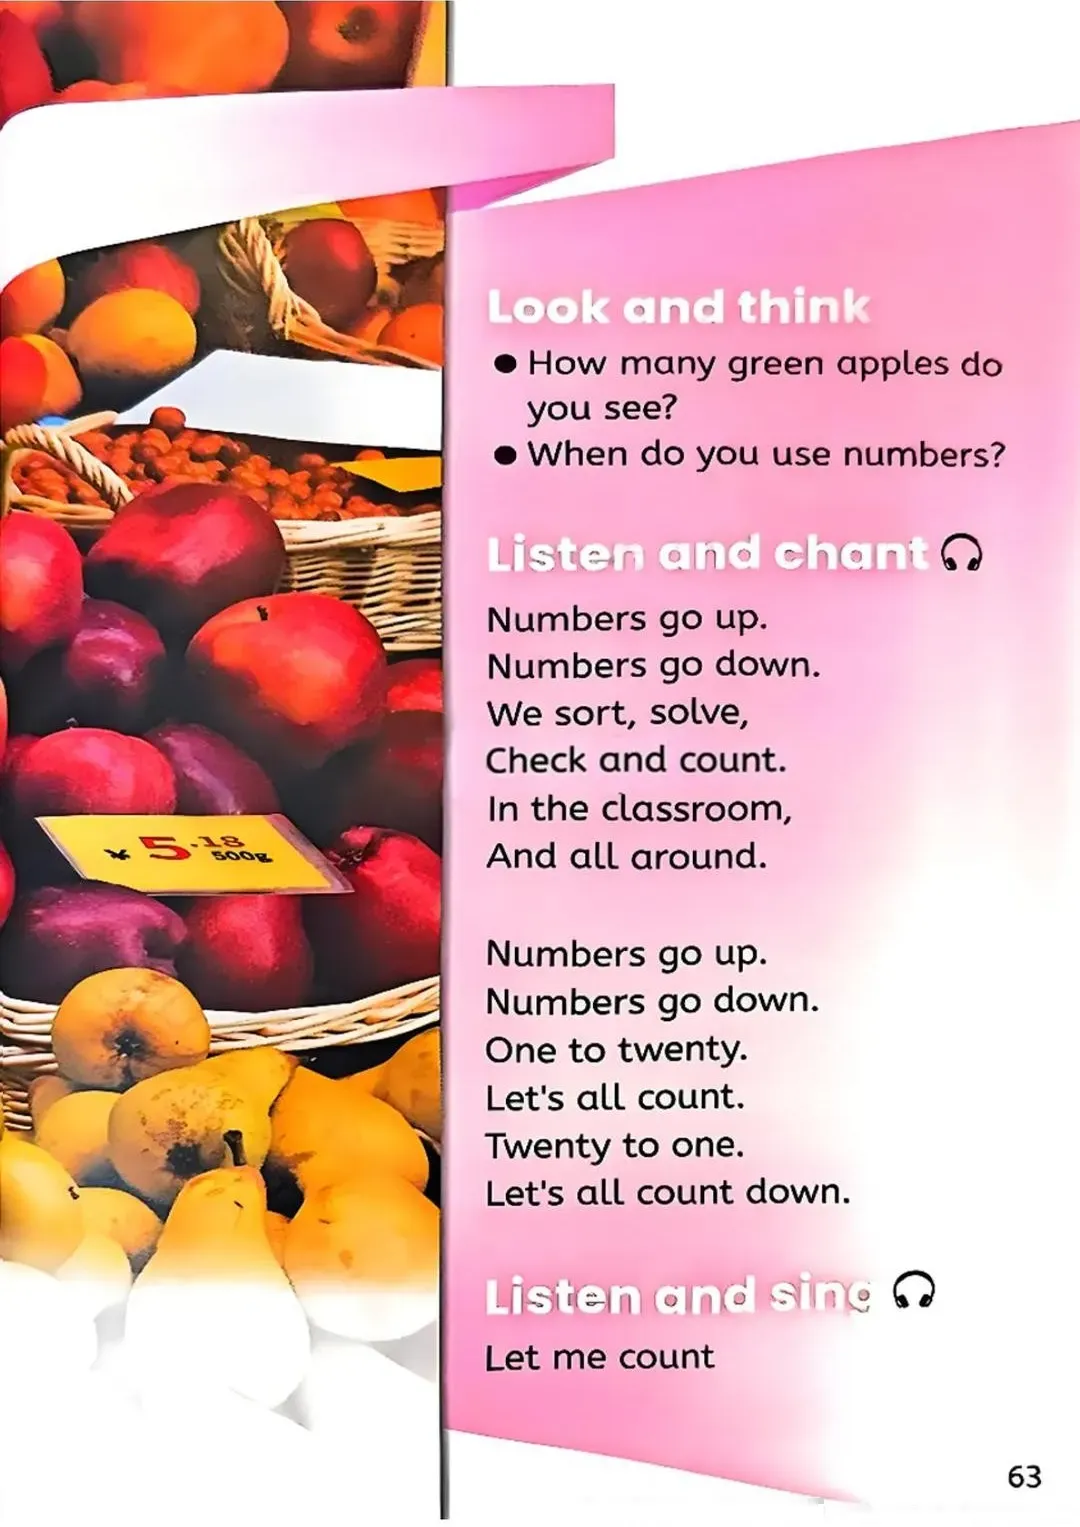 Look and think
● How many green apples do
you see?
● When do you use numbers?
Listen and chant
Numbers go up.
Numbers go down.
We sort, solve,
Check and count.
In the classroom,
And all around.
Numbers go up.
Numbers go down.
One to twenty.
Let's all count.
Twenty to one.
Let's all count down.
Listen and sing
Let me count
¥ 5.18
500g
63